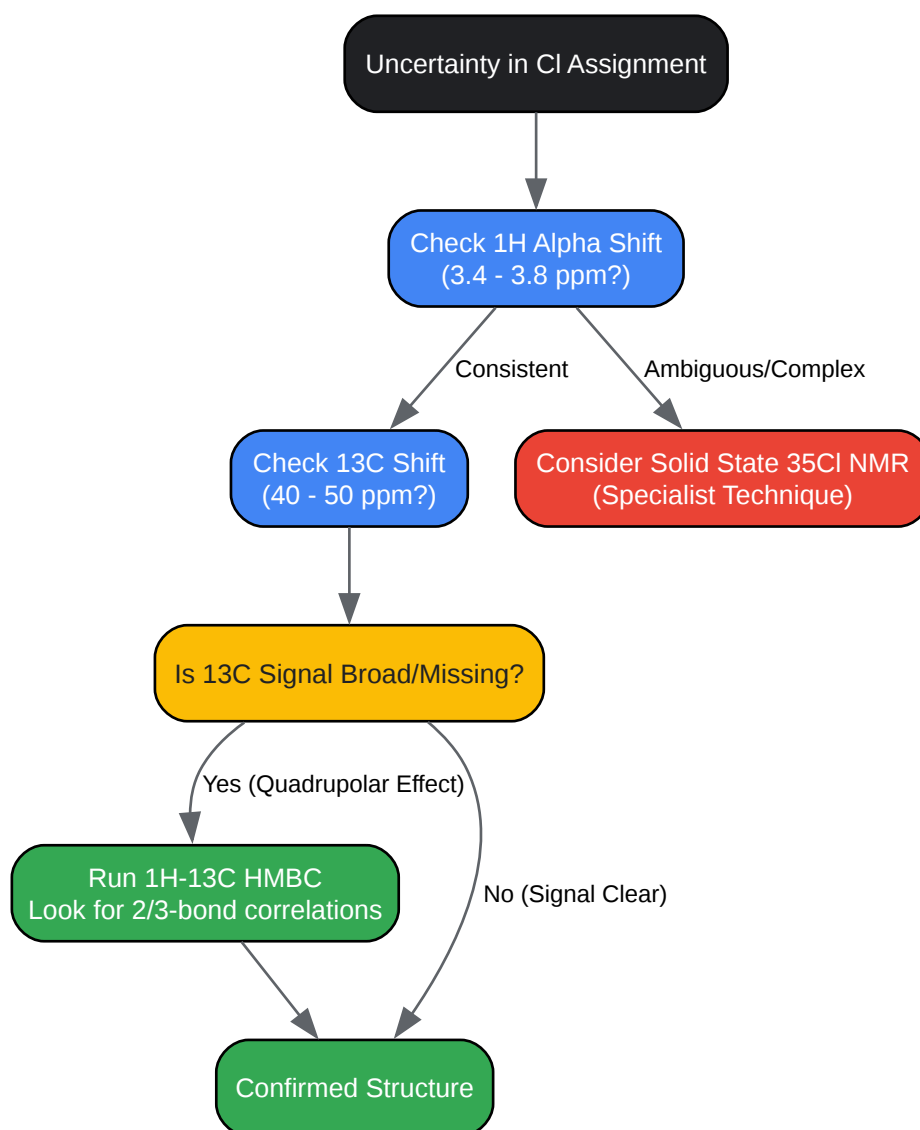 Uncertainty in Cl Assignment
Check 1H Alpha Shift
(3.4 - 3.8 ppm?)
Consistent
Ambiguous/Complex
Check 13C Shift
(40 - 50 ppm?)
Consider Solid State 35Cl NMR
(Specialist Technique)
Is 13C Signal Broad/Missing?
Yes (Quadrupolar Effect)
No (Signal Clear)
Run 1H-13C HMBC
Look for 2/3-bond correlations
Confirmed Structure